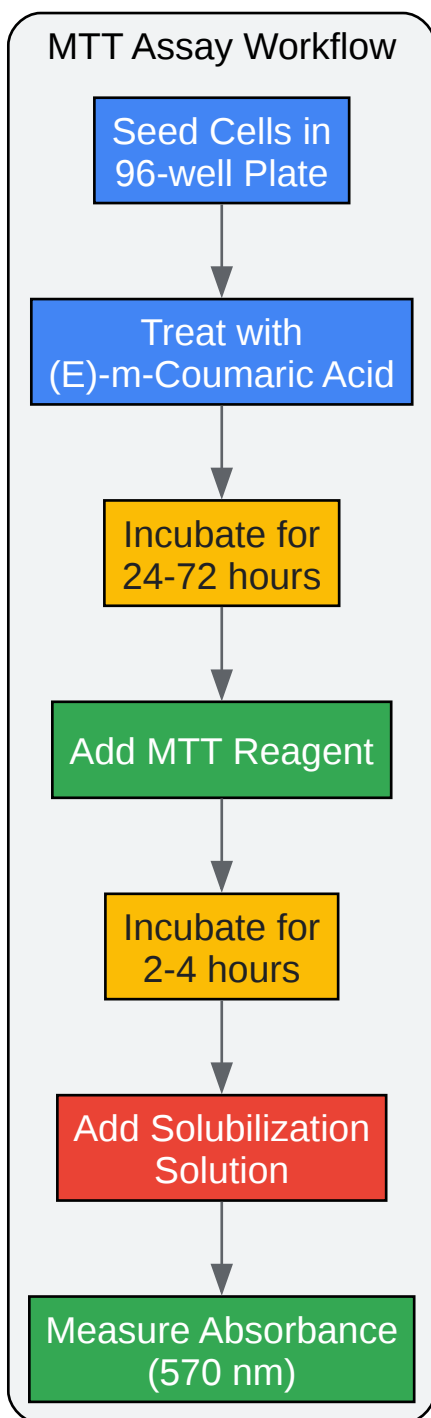 MTT Assay Workflow
Seed Cells in
96-well Plate
Treat with
(E)-m-Coumaric Acid
Incubate for
24-72 hours
Add MTT Reagent
Incubate for
2-4 hours
Add Solubilization
Solution
Measure Absorbance
(570 nm)